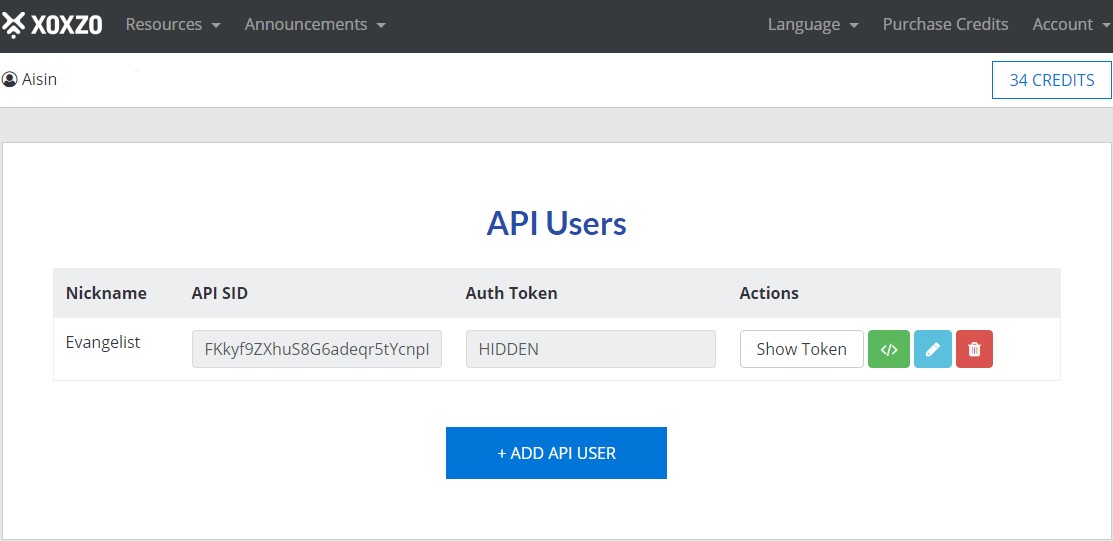 XOXZO Resources Announcements Language Purchase Credits Account
Aisin 34 CREDITS
API Users
Nickname API SID Auth Token Actions
Evangelist FKkyf9ZXhuS8G6adeqr5tYcnpI HIDDEN Show Token </>
+ ADD API USER